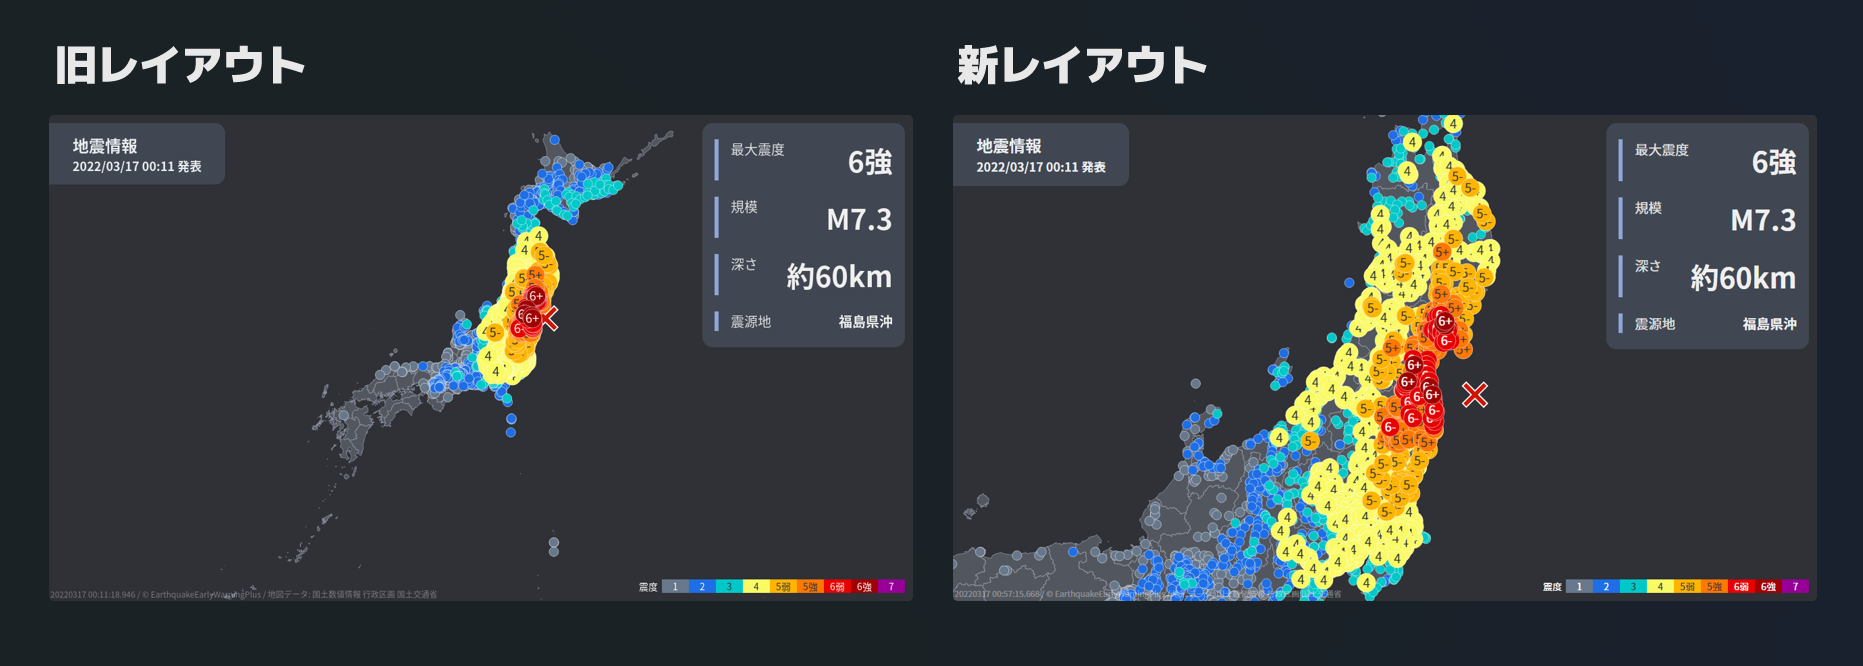 旧レイアウト
地震情報
2022/03/17 00:11 発表
最大震度
6強
規模
M7.3
深さ
約60km
震源地
福島県沖
震度 1 2 3 4 5弱 5強 6弱 6強 7
20220317 00:11:18.946 / © EarthquakeEarlyWarningPlus / 地図データ: 国土数値情報 行政区画 国土交通省
新レイアウト
地震情報
2022/03/17 00:11 発表
最大震度
6強
規模
M7.3
深さ
約60km
震源地
福島県沖
震度 1 2 3 4 5弱 5強 6弱 6強 7
20220317 00:57:15.668 / © EarthquakeEarlyWarningPlus